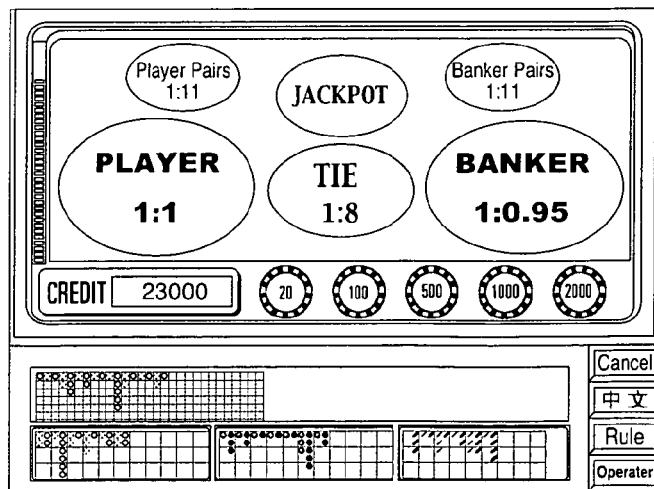 Player Pairs
1:11
JACKPOT
Banker Pairs
1:11
PLAYER
1:1
TIE
1:8
BANKER
1:0.95
CREDIT 23000
20 100 500 1000 2000
Cancel
中文
Rule
Operater